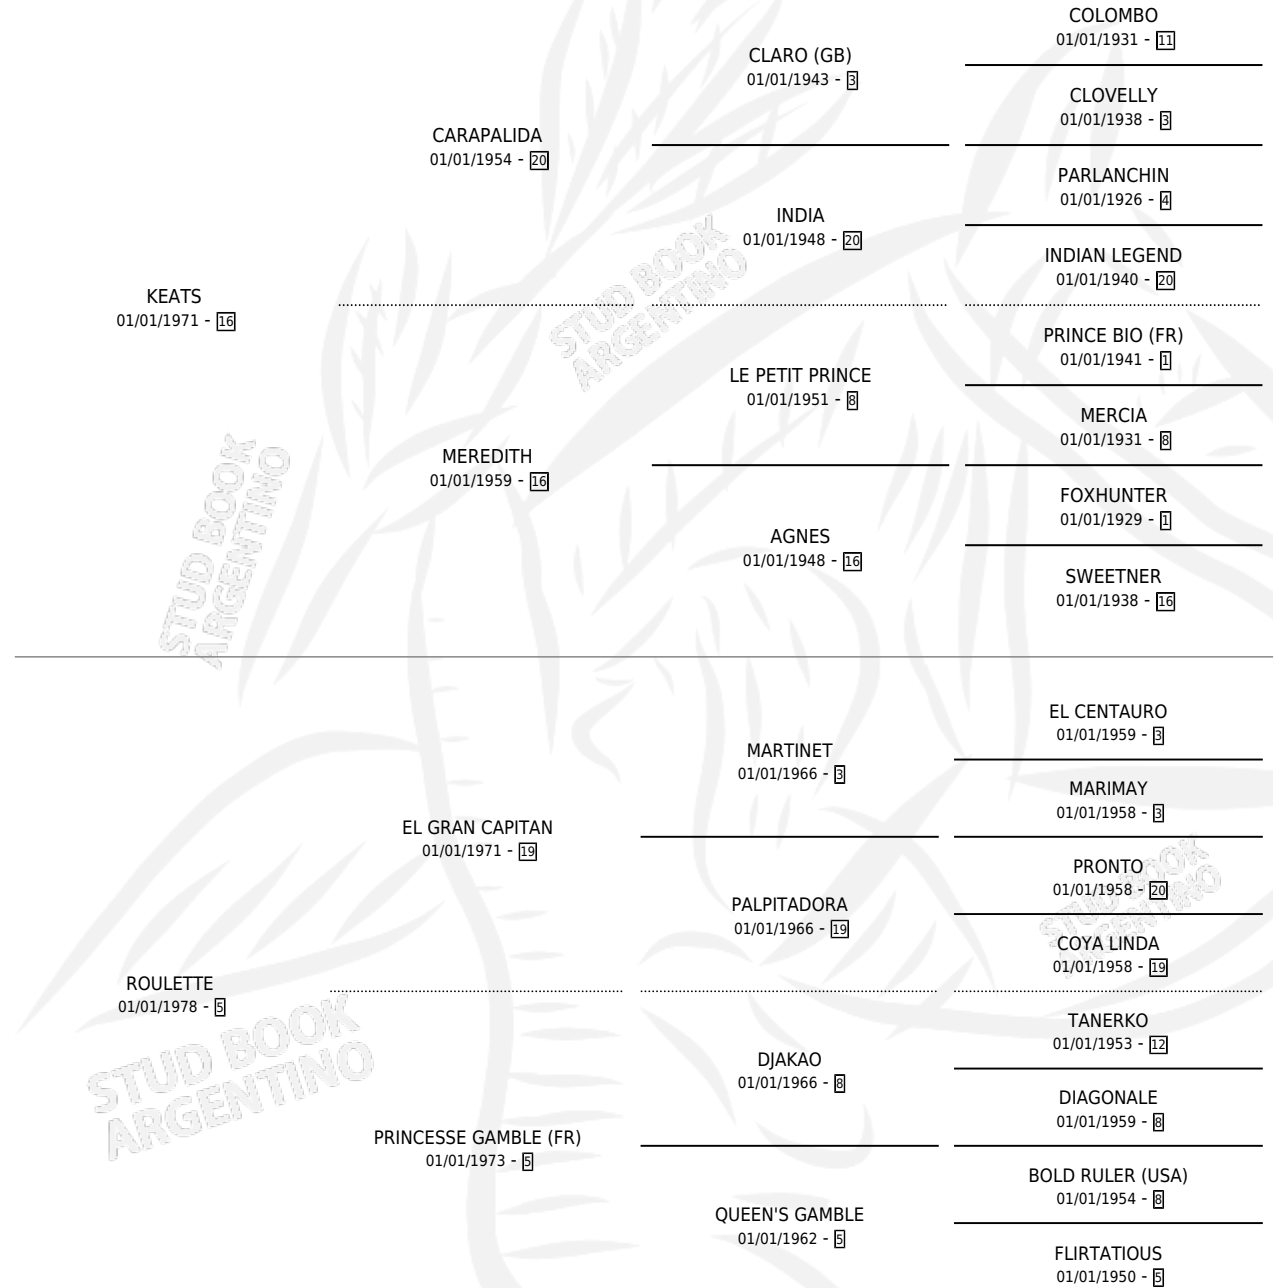 COLOMBO
01/01/1931 - 11
CLARO (GB)
01/01/1943 - 3
CLOVELLY
01/01/1938 - 3
CARAPALIDA
01/01/1954 - 20
PARLANCHIN
01/01/1926 - 4
INDIA
01/01/1948 - 20
INDIAN LEGEND
01/01/1940 - 20
KEATS
01/01/1971 - 16
PRINCE BIO (FR)
01/01/1941 - 1
LE PETIT PRINCE
01/01/1951 - 8
MERCIA
01/01/1931 - 8
MEREDITH
01/01/1959 - 16
FOXHUNTER
01/01/1929 - 1
AGNES
01/01/1948 - 16
SWEETNER
01/01/1938 - 16
EL CENTAURO
01/01/1959 - 3
MARTINET
01/01/1966 - 3
MARIMAY
01/01/1958 - 3
EL GRAN CAPITAN
01/01/1971 - 19
PRONTO
01/01/1958 - 20
PALPITADORA
01/01/1966 - 19
COYA LINDA
01/01/1958 - 19
ROULETTE
01/01/1978 - 5
TANERKO
01/01/1953 - 12
DJAKAO
01/01/1966 - 8
DIAGONALE
01/01/1959 - 8
PRINCESSE GAMBLE (FR)
01/01/1973 - 5
BOLD RULER (USA)
01/01/1954 - 8
QUEEN'S GAMBLE
01/01/1962 - 5
FLIRTATIOUS
01/01/1950 - 5
STUD BOOK
ARGENTINO
STUD BOOK
ARGENTINO
STUD BOOK
ARGENTINO
STUD BOOK
ARGENTINO